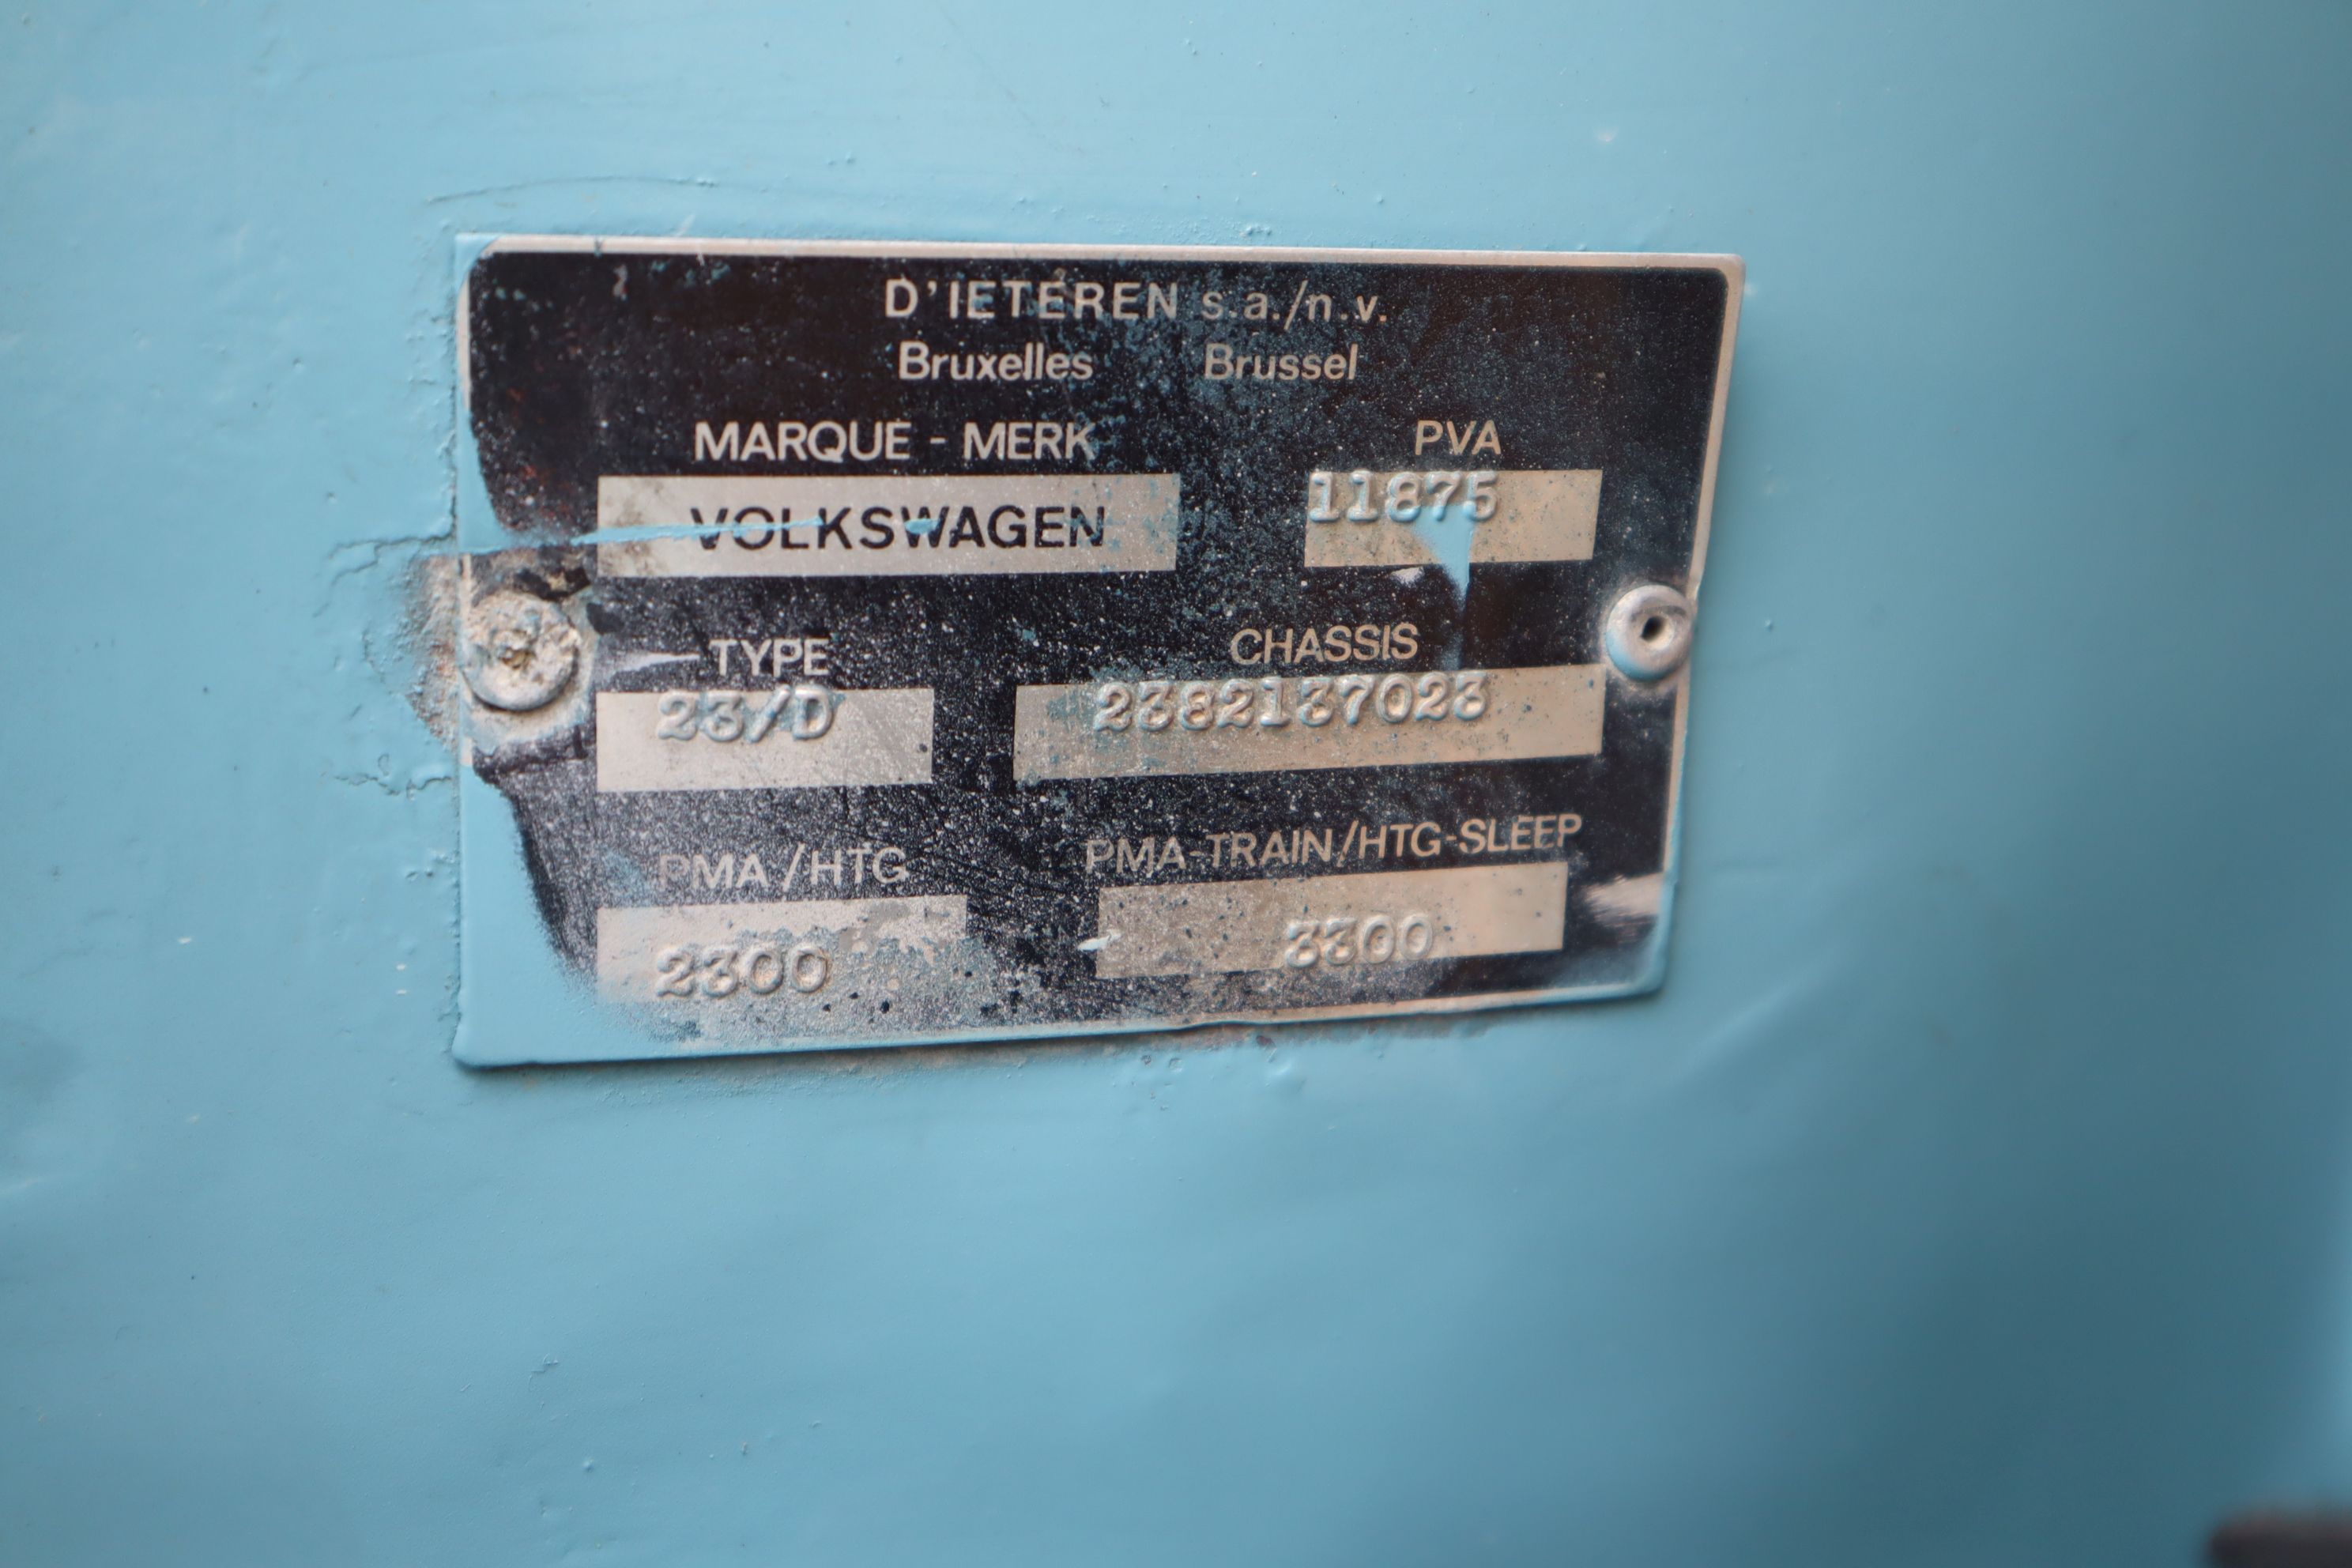 D'IETEREN s.a./n.v.
Bruxelles Brussel
MARQUE - MERK PVA
VOLKSWAGEN 11875
TYPE CHASSIS
23/D 2382137023
PMA/HTG PMA-TRAIN/HTG-SLEEP
2300 3300